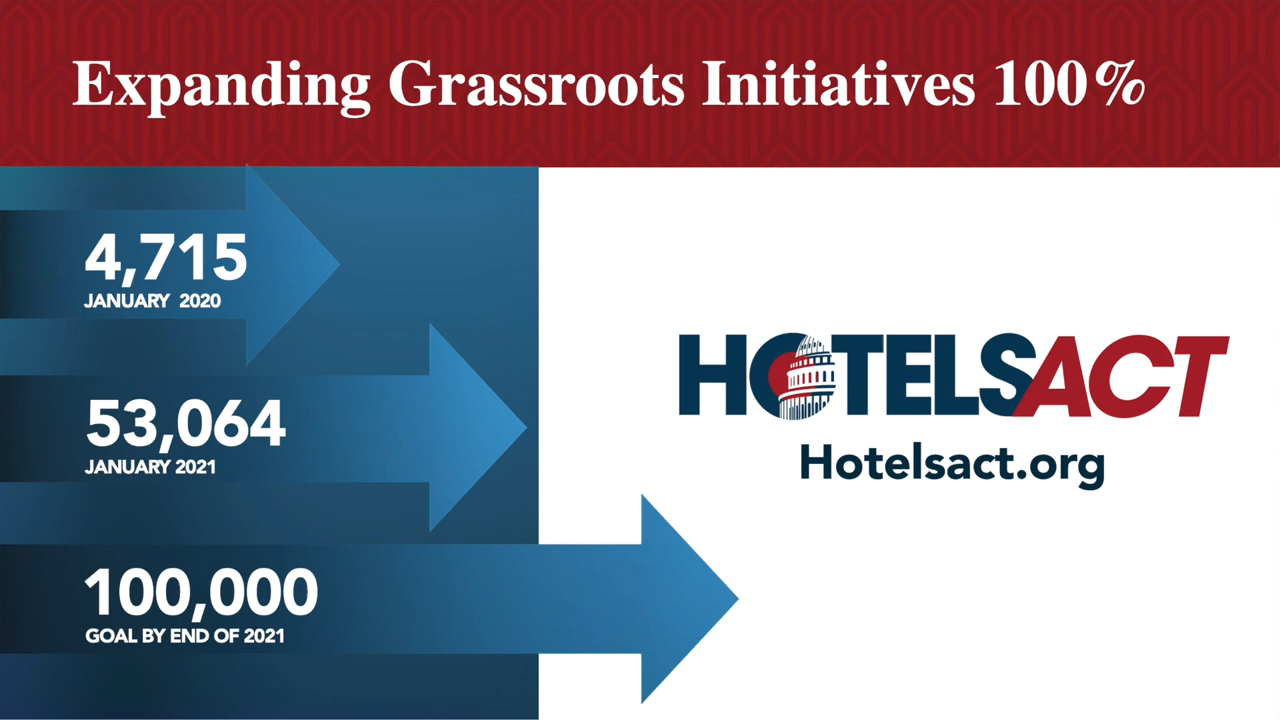 Expanding Grassroots Initiatives 100%
4,715
JANUARY 2020
53,064
JANUARY 2021
100,000
GOAL BY END OF 2021
HOTELSACT
Hotelsact.org